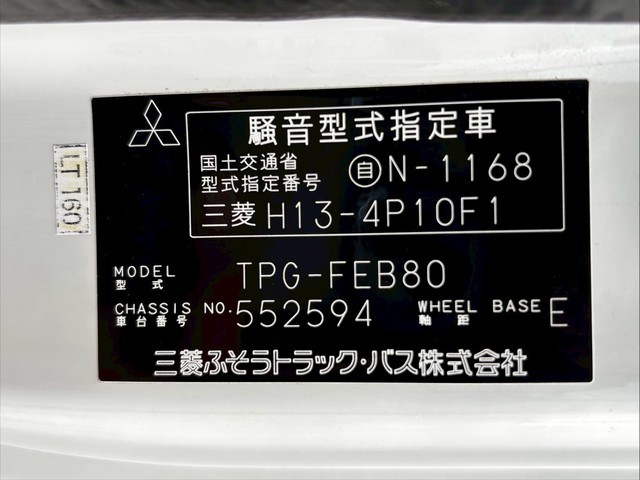 騒音型式指定車
国土交通省
型式指定番号 自N-1168
三菱 H13-4P10F1
LT 160
MODEL
型式 TPG-FEB80
CHASSIS NO.
車台番号 552594 WHEEL BASE
軸距 E
三菱ふそうトラック・バス株式会社